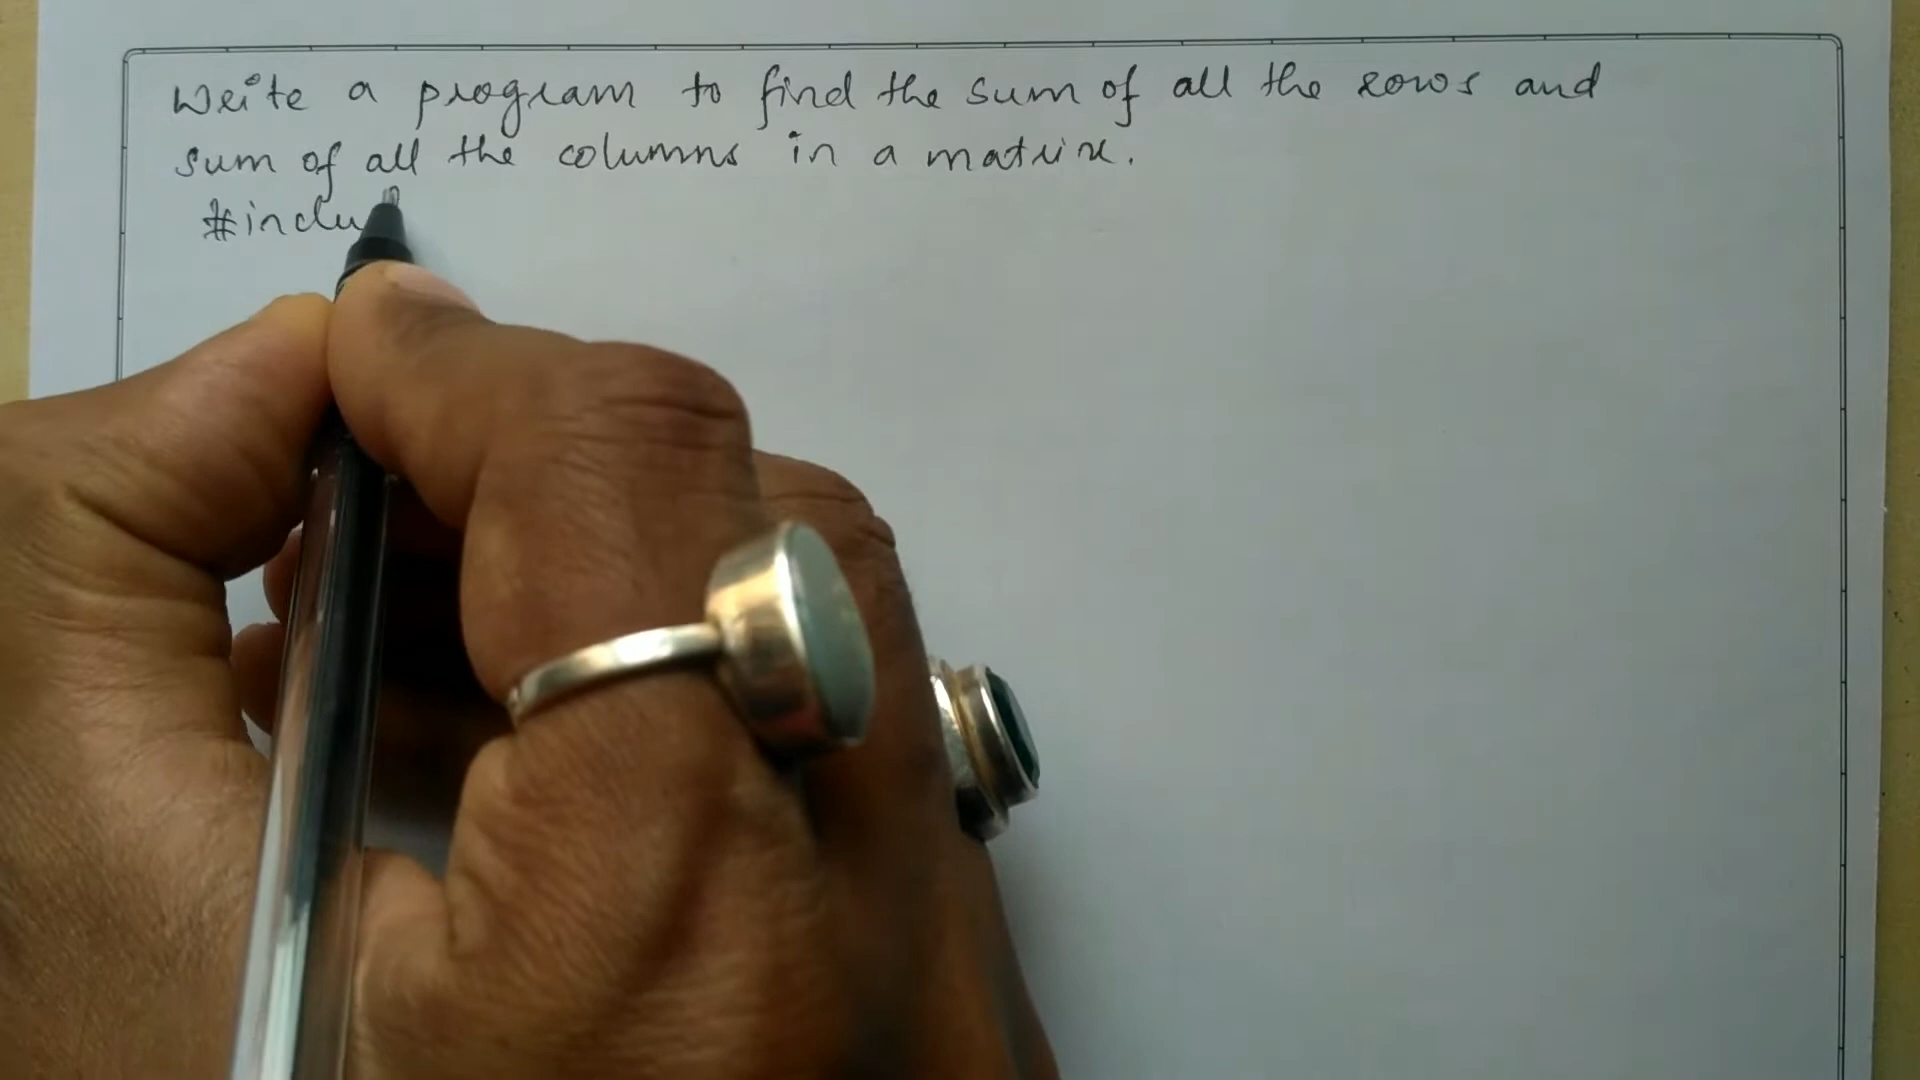 Write a program to find the sum of all the rows and
sum of all the columns in a matrix.
#inclu